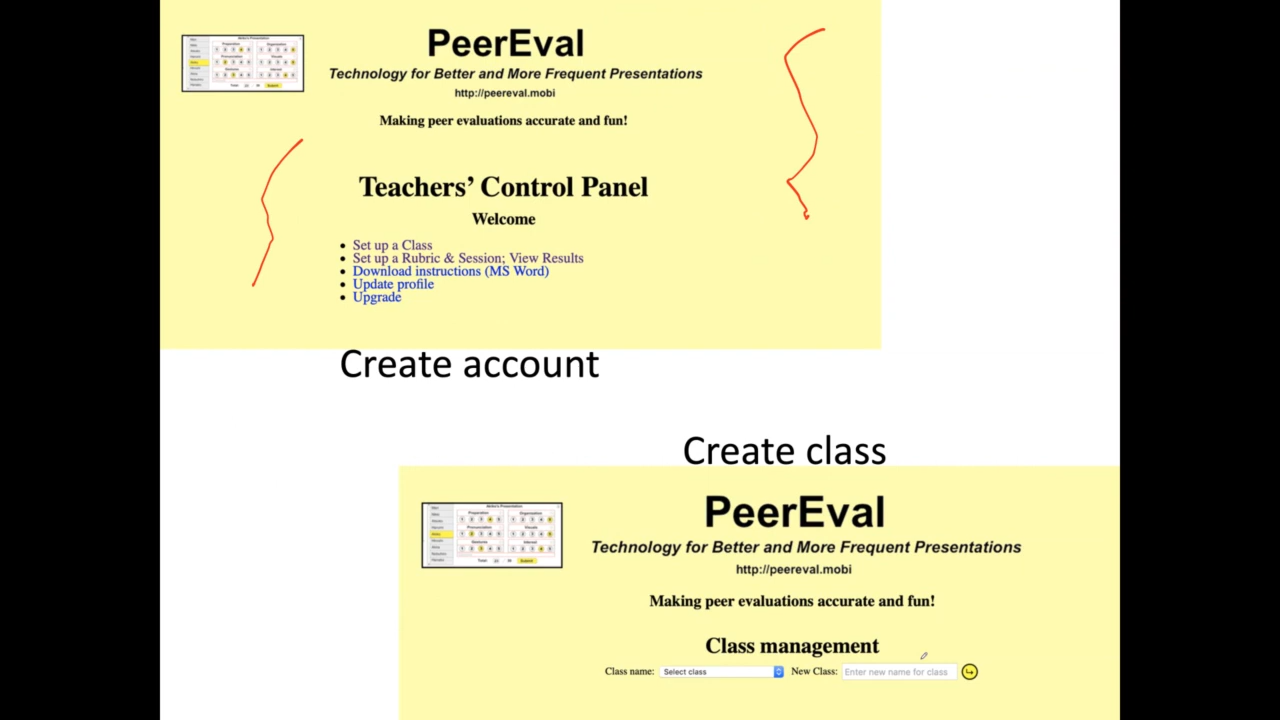 PeerEval
Technology for Better and More Frequent Presentations
http://peereval.mobi
Making peer evaluations accurate and fun!
Teachers’ Control Panel
Welcome
• Set up a Class
• Set up a Rubric & Session; View Results
• Download instructions (MS Word)
• Update profile
• Upgrade
Create account
Create class
PeerEval
Technology for Better and More Frequent Presentations
http://peereval.mobi
Making peer evaluations accurate and fun!
Class management
Class name: Select class New Class: Enter new name for class